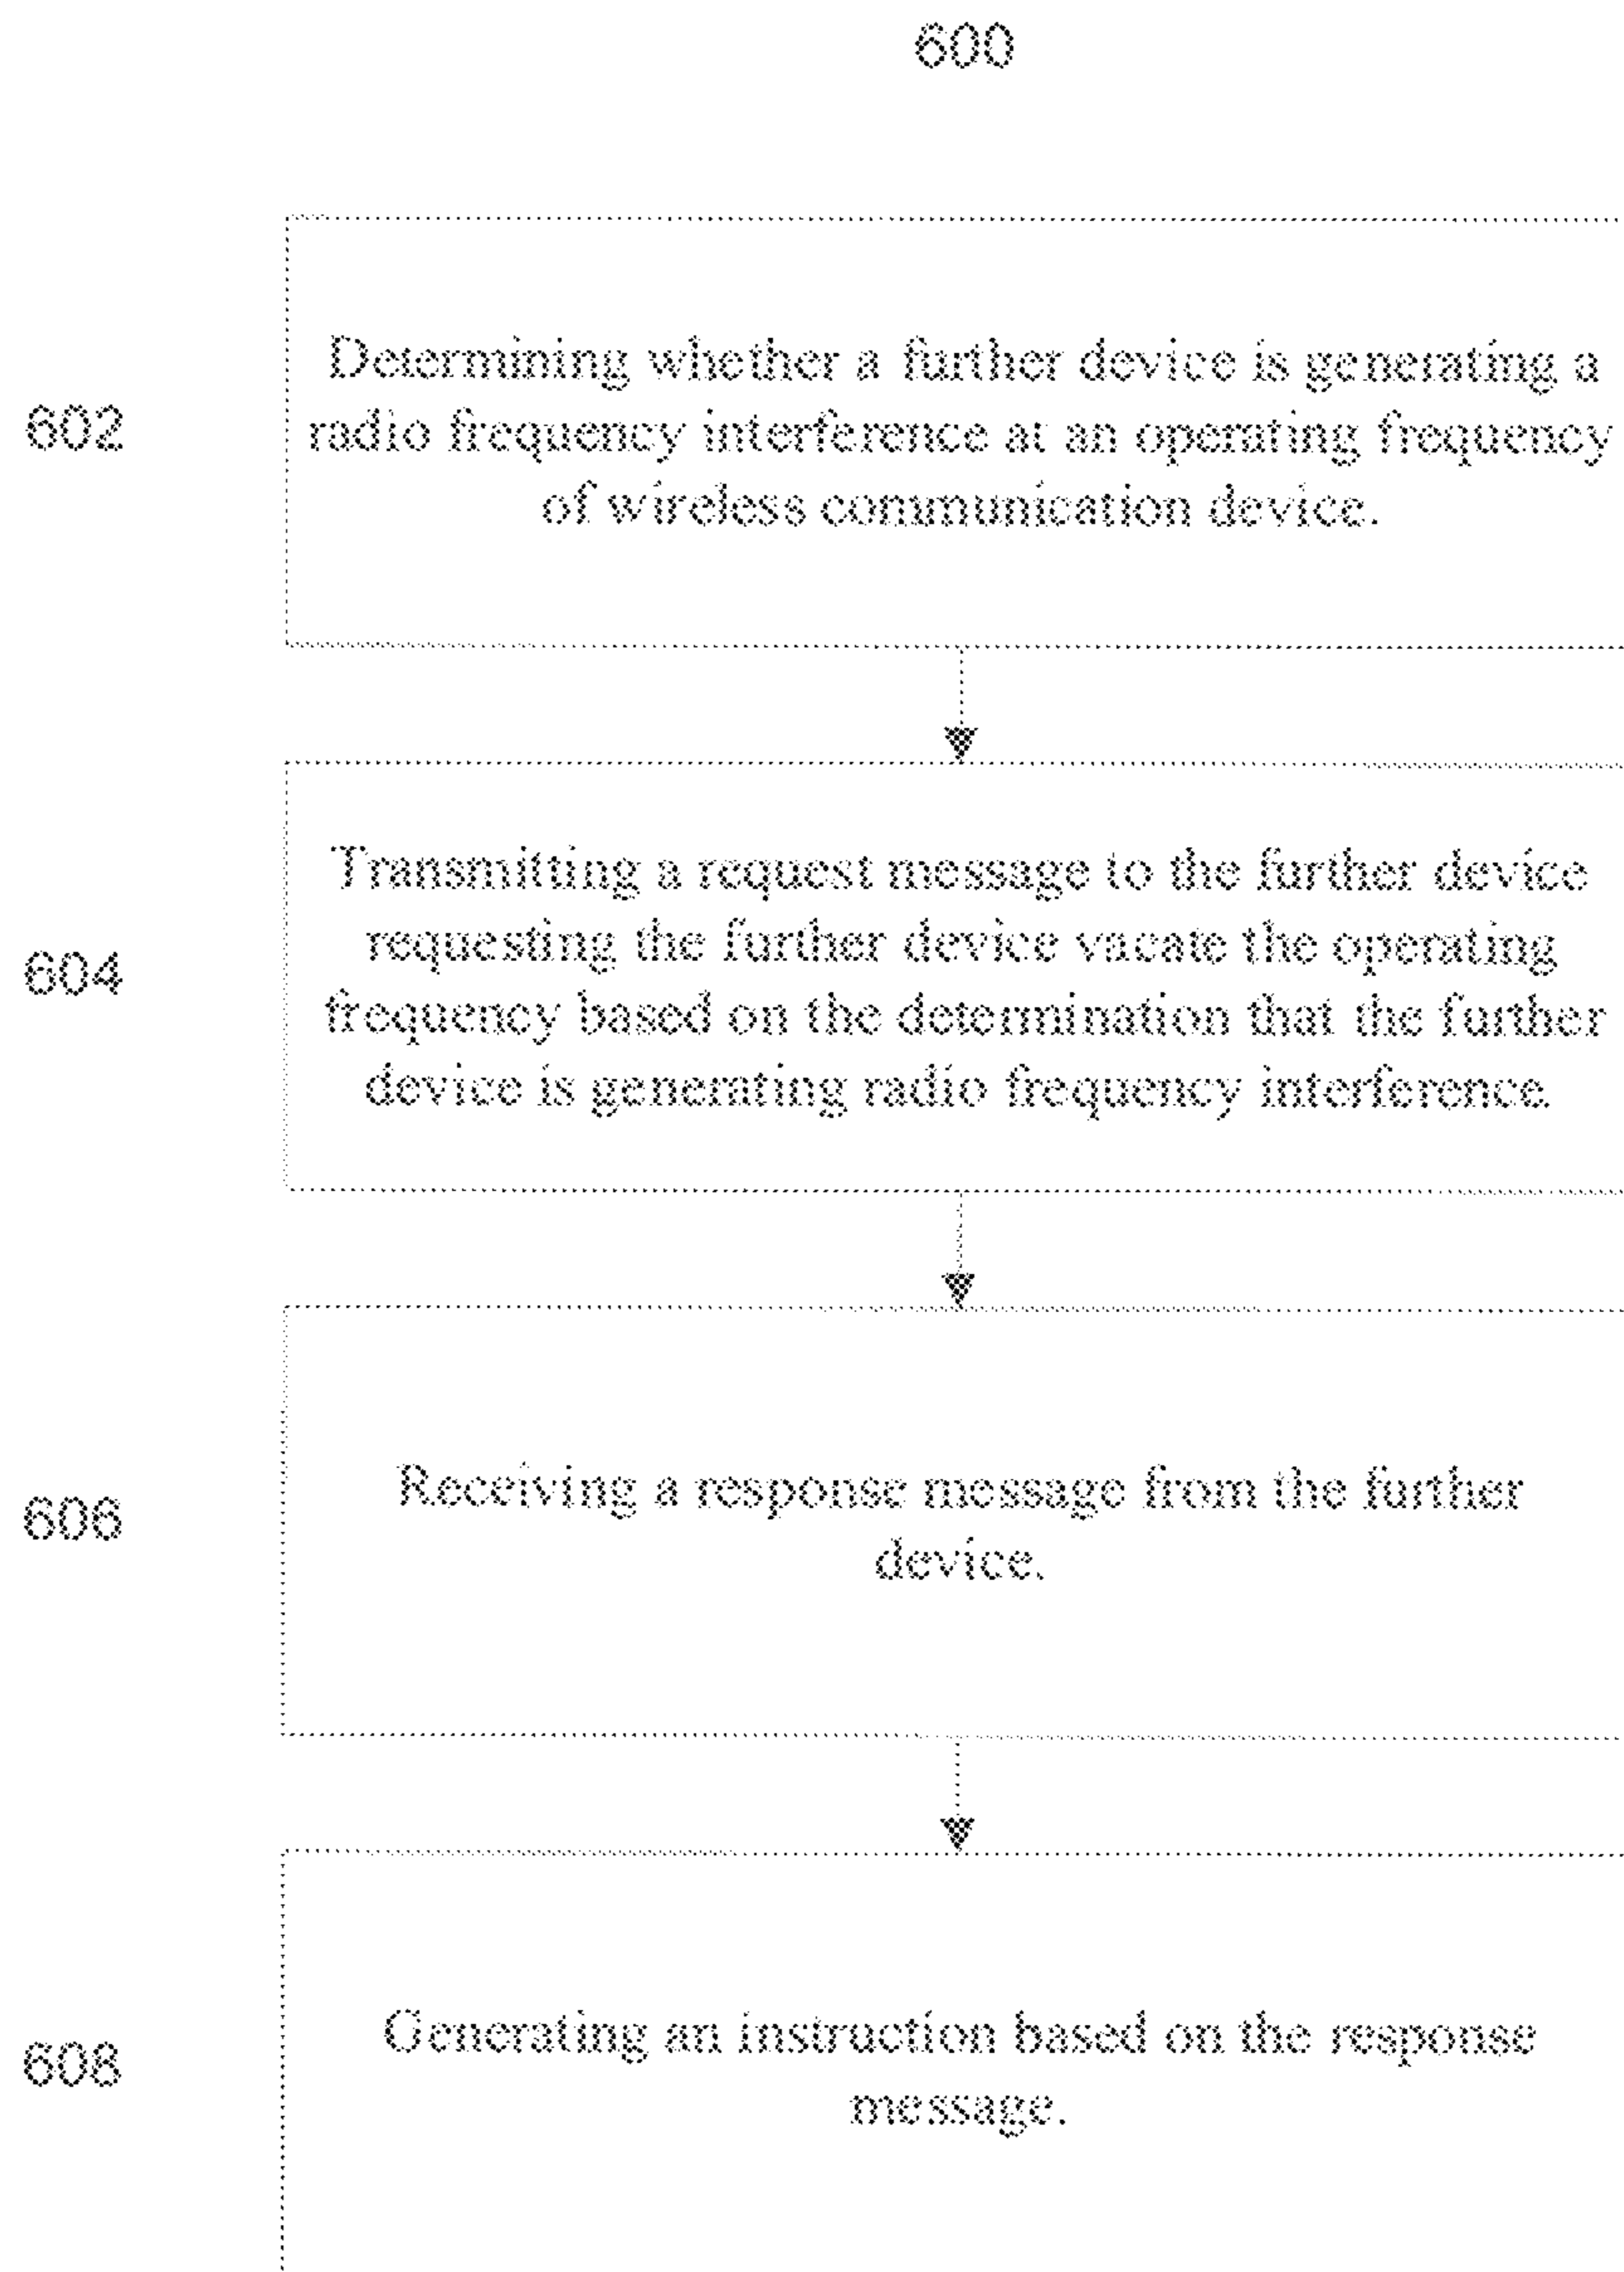 600
602
Determining whether a further device is generating a
radio frequency interference at an operating frequency
of wireless communication device.
604
Transmitting a request message to the further device
requesting the further device vacate the operating
frequency based on the determination that the further
device is generating radio frequency interference.
606
Receiving a response message from the further
device.
608
Generating an instruction based on the response
message.